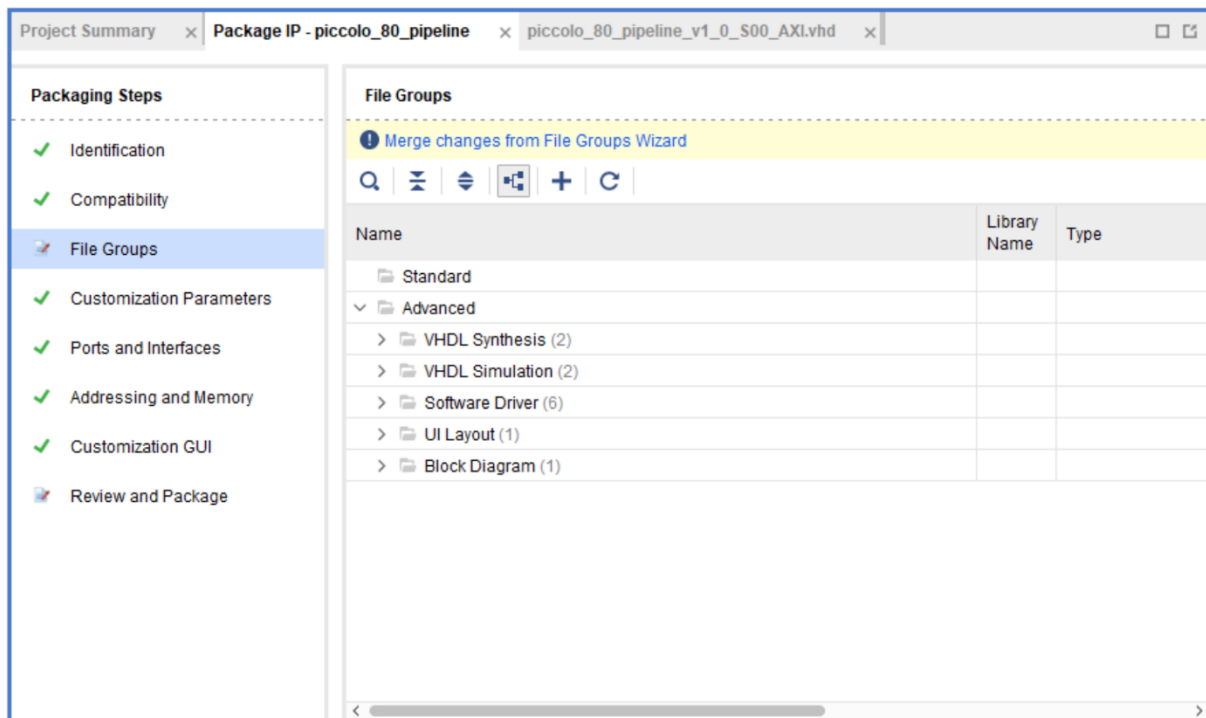 Project Summary × Package IP - piccolo_80_pipeline × piccolo_80_pipeline_v1_0_S00_AXI.vhd ×
Packaging Steps
Identification
Compatibility
File Groups
Customization Parameters
Ports and Interfaces
Addressing and Memory
Customization GUI
Review and Package
File Groups
Merge changes from File Groups Wizard
Name
Library
Name
Type
Standard
Advanced
VHDL Synthesis (2)
VHDL Simulation (2)
Software Driver (6)
UI Layout (1)
Block Diagram (1)